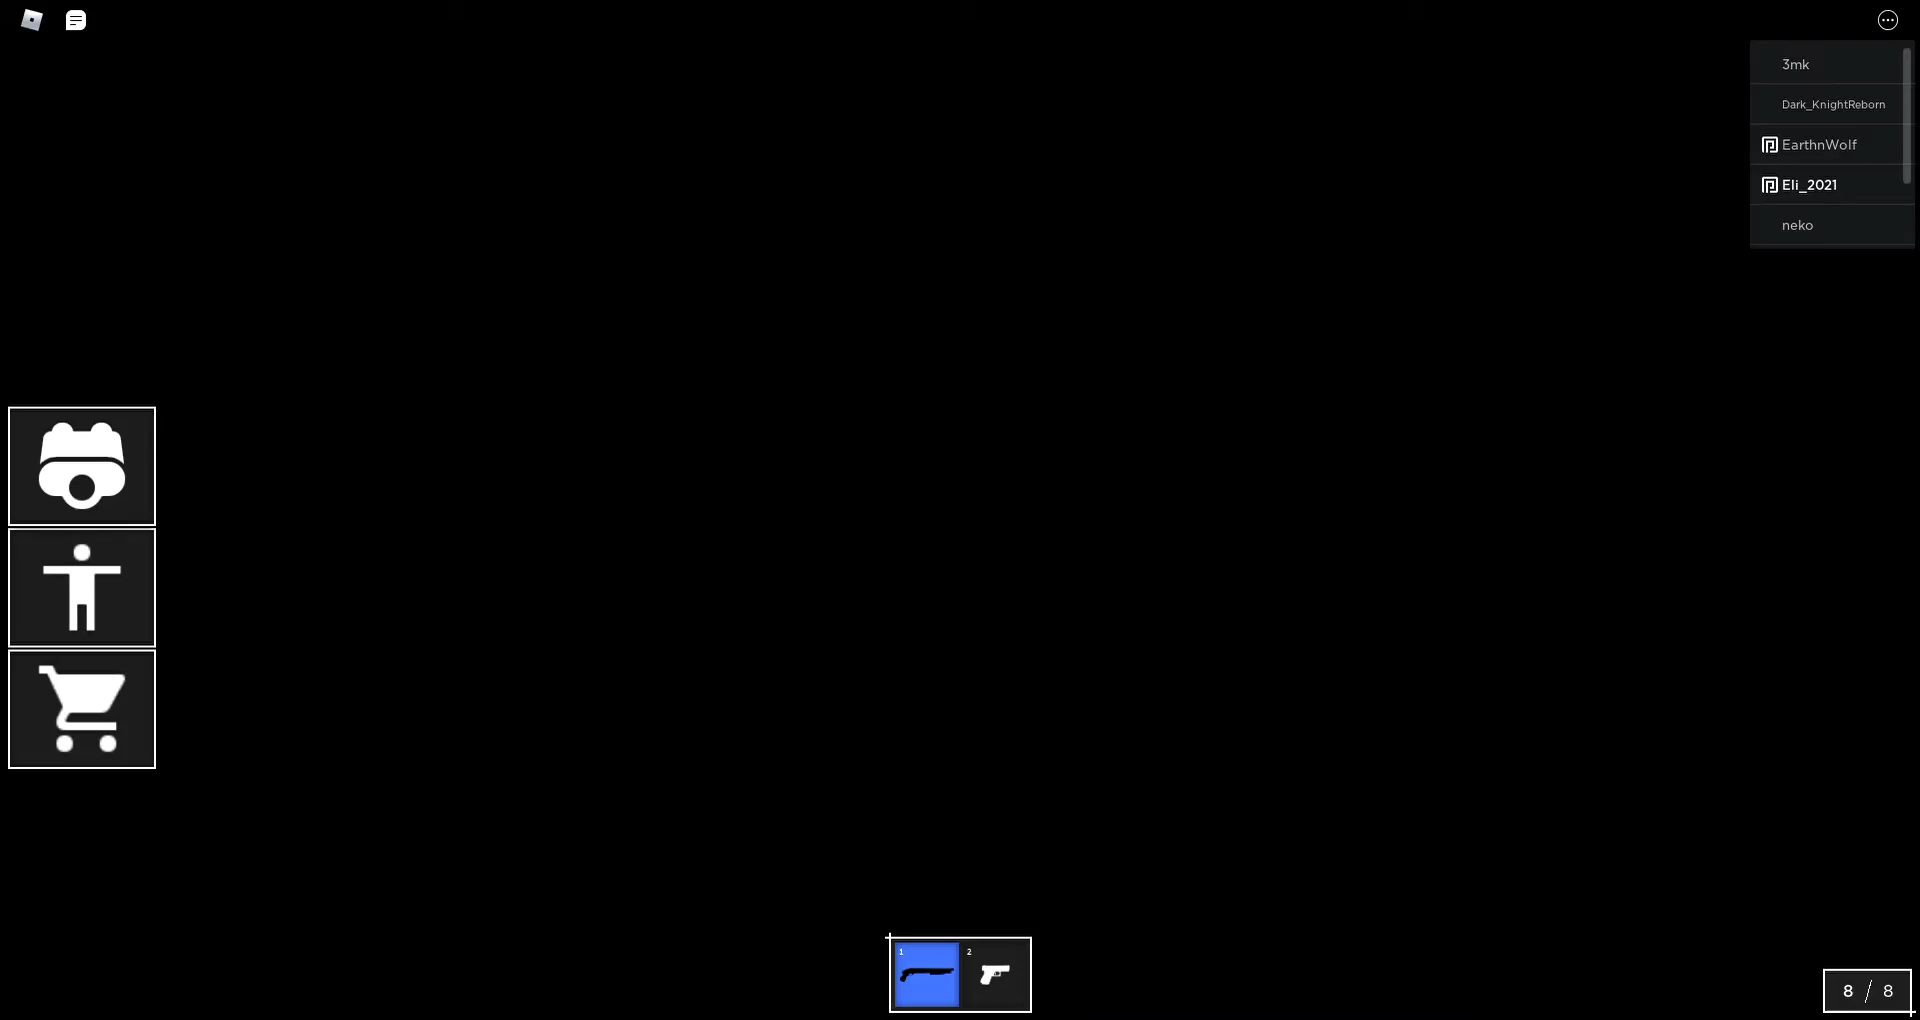 3mk
Dark_KnightReborn
EarthnWolf
Eli_2021
neko
1 2
8 / 8